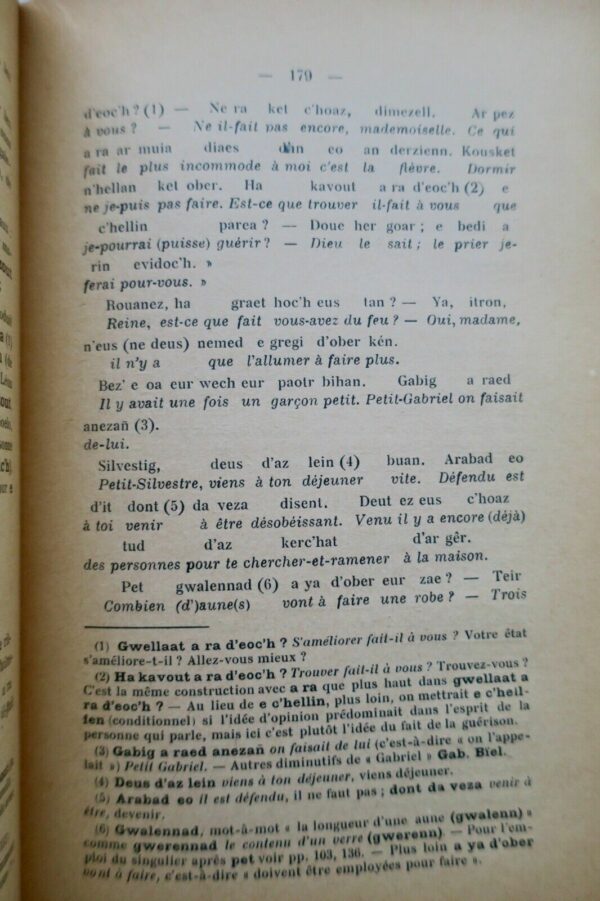 — 179 —
d'eoc'h ? (1) — Ne ra ket c'hoaz, dimezell. Ar pez
à vous ? — Ne il-fait pas encore, mademoiselle. Ce qui
a ra ar muia diaes d'in eo an derzienn. Kousket
fait le plus incommode à moi c'est la fièvre. Dormir
n'hellan ket ober. Ha kavout a ra d'eoc'h (2) e
ne je-puis pas faire. Est-ce que trouver il-fait à vous que
c'hellin parea ? — Doue her goar ; e bedi a
je-pourrai (puisse) guérir ? — Dieu le sait ; le prier je-
rin evidoc'h. »
ferai pour-vous. »
Rouanez, ha graet hoc'h eus tan ? — Ya, itron,
Reine, est-ce que fait vous-avez du feu ? — Oui, madame,
n'eus (ne deus) nemed e gregi d'ober kén.
il n'y a que l'allumer à faire plus.
Bez' e oa eur wech eur paotr bihan. Gabig a raed
Il y avait une fois un garçon petit. Petit-Gabriel on faisait
anezañ (3).
de-lui.
Silvestig, deus d'az lein (4) buan. Arabad eo
Petit-Silvestre, viens à ton déjeuner vite. Défendu est
d'it dont (5) da veza disent. Deut ez eus c'hoaz
à toi venir à être désobéissant. Venu il y a encore (déjà)
tud d'az kerc'hat d'ar gêr.
des personnes pour te chercher-et-ramener à la maison.
Pet gwalennad (6) a ya d'ober eur zae ? — Teir
Combien (d')aune(s) vont à faire une robe ? — Trois
(1) Gwellaat a ra d'eoc'h ? S'améliorer fait-il à vous ? Votre état
s'améliore-t-il ? Allez-vous mieux ?
(2) Ha kavout a ra d'eoc'h ? Trouver fait-il à vous ? Trouvez-vous ?
C'est la même construction avec a ra que plus haut dans gwellaat a
ra d'eoc'h ? — Au lieu de e c'hellin, plus loin, on mettrait e c'hell-
fen (conditionnel) si l'idée d'opinion prédominait dans l'esprit de la
personne qui parle, mais ici c'est plutôt l'idée du fait de la guérison.
(3) Gabig a raed anezañ on faisait de lui (c'est-à-dire « on l'appe-
lait ») Petit Gabriel. — Autres diminutifs de « Gabriel » Gab. Biel.
(4) Deus d'az lein viens à ton déjeuner, viens déjeuner.
(5) Arabad eo il est défendu, il ne faut pas ; dont da veza venir à
être, devenir.
(6) Gwalennad, mot-à-mot « la longueur d'une aune (gwalenn) »
comme gwerennad le contenu d'un verre (gwerenn) — Pour l'em-
ploi du singulier après pet voir pp. 103, 136. — Plus loin a ya d'ober
vont à faire, c'est-à-dire « doivent être employées pour faire ».